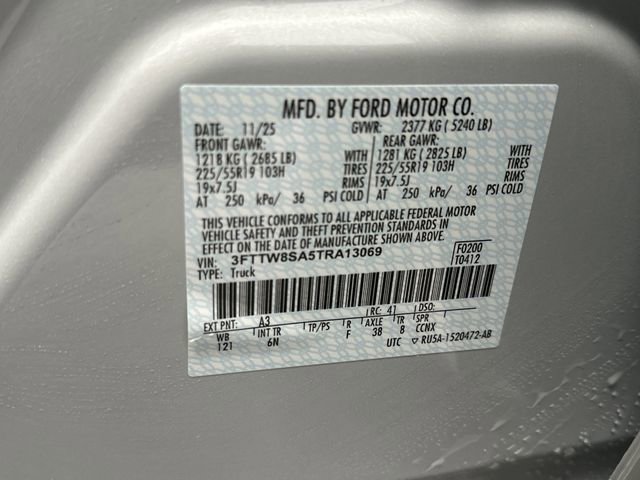 MFD. BY FORD MOTOR CO.
DATE: 11/25 GVWR: 2377 KG ( 5240 LB)
FRONT GAWR: REAR GAWR:
1218 KG ( 2685 LB) WITH 1281 KG ( 2825 LB) WITH
225/55R19 103H TIRES 225/55R19 103H TIRES
19x7.5J RIMS 19x7.5J RIMS
AT 250 kPa/ 36 PSI COLD AT 250 kPa/ 36 PSI COLD
THIS VEHICLE CONFORMS TO ALL APPLICABLE FEDERAL MOTOR
VEHICLE SAFETY AND THEFT PREVENTION STANDARDS IN EFFECT
ON THE DATE OF MANUFACTURE SHOWN ABOVE.
VIN: 3FTTW8SA5TRA13069 F0200
TYPE: Truck T0412
EXT PNT: A3 RC: 41 DSO:
WB INT TR TP/PS R AXLE TR SPR
121 6N F 38 8 CCNX
UTC ▽ RU5A-1520472-AB